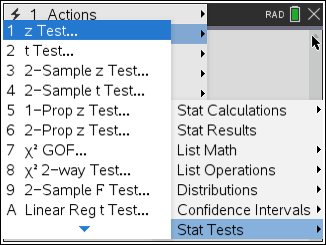 1 Actions
RAD
1 z Test...
2 t Test...
3 2-Sample z Test...
4 2-Sample t Test...
5 1-Prop z Test...
6 2-Prop z Test...
7 χ² GOF...
8 χ² 2-way Test...
9 2-Sample F Test...
A Linear Reg t Test...
Stat Calculations
Stat Results
List Math
List Operations
Distributions
Confidence Intervals
Stat Tests